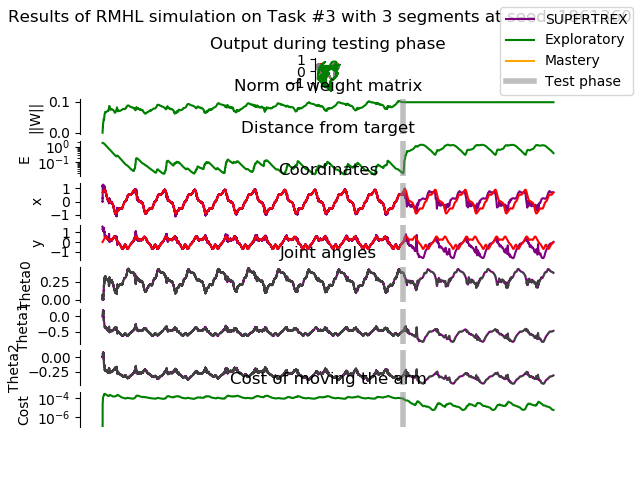 Results of RMHL simulation on Task #3 with 3 segments at
SUPERTREX
Exploratory
Mastery
Test phase
Output during testing phase
1
0
−1
Norm of weight matrix
||W||
0.1
0.0
Distance from target
E
10⁰
10⁻¹
Coordinates
x
1
0
−1
y
1
0
−1
Joint angles
Theta0
0.25
0.00
Theta1
0.0
−0.5
Theta2
0.00
−0.25
Cost of moving the arm
Cost
10⁻⁴
10⁻⁶